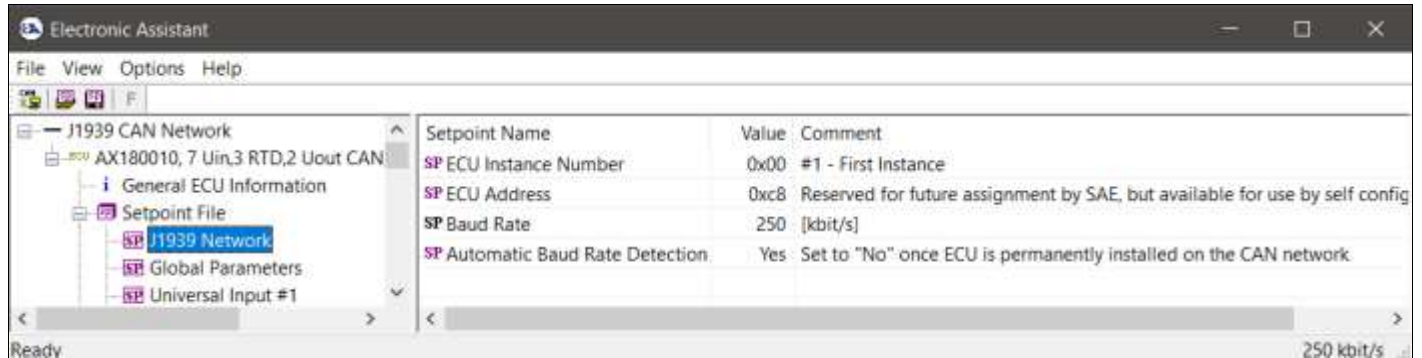 EA Electronic Assistant
File View Options Help
F
J1939 CAN Network
ECU AX180010, 7 Uin,3 RTD,2 Uout CAN
i General ECU Information
Setpoint File
SP J1939 Network
SP Global Parameters
SP Universal Input #1
Setpoint Name Value Comment
SP ECU Instance Number 0x00 #1 - First Instance
SP ECU Address 0xc8 Reserved for future assignment by SAE, but available for use by self config
SP Baud Rate 250 [kbit/s]
SP Automatic Baud Rate Detection Yes Set to "No" once ECU is permanently installed on the CAN network
Ready 250 kbit/s